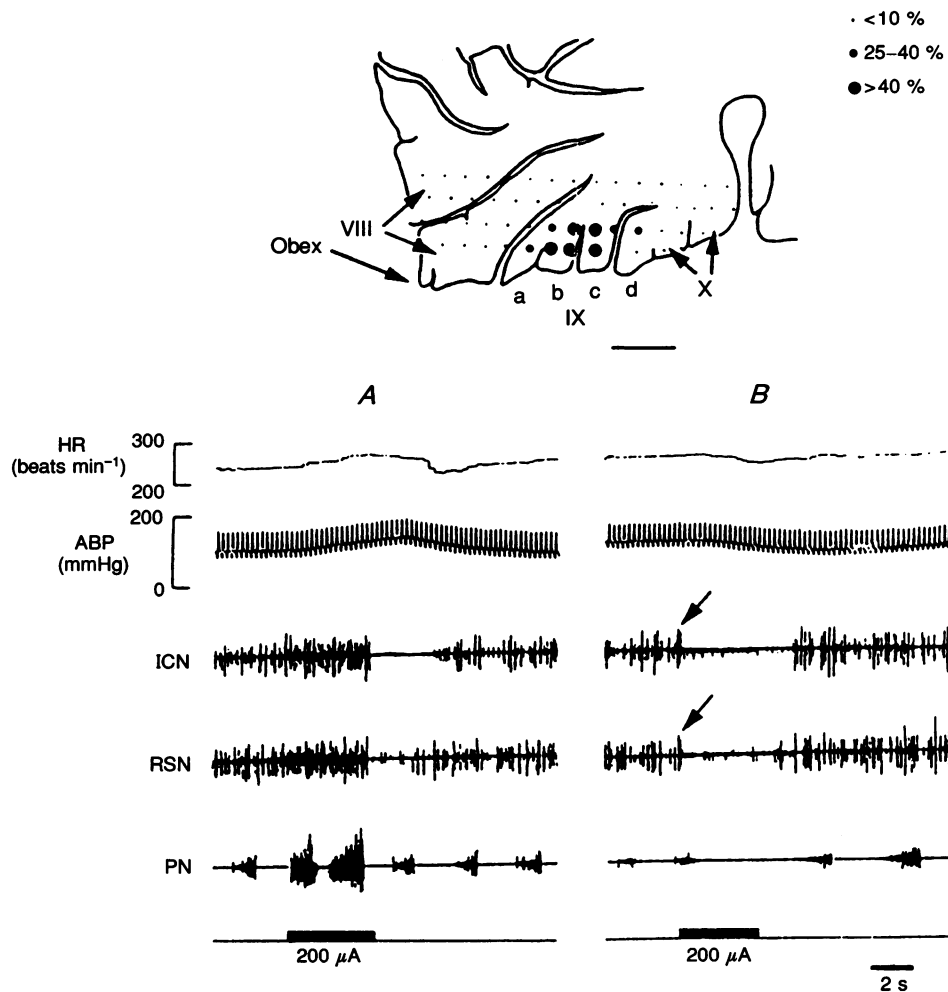 <10 %
25–40 %
>40 %
VIII
Obex
a b c d
X
IX
A B
HR
(beats min⁻¹)
300
200
ABP
(mmHg)
200
0
ICN
RSN
PN
200 μA 200 μA
2 s